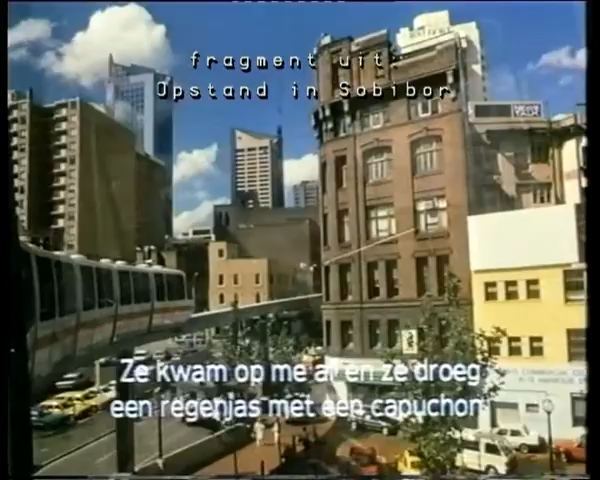 fragment uit:
Opstand in Sobibor
Ze kwam op me af en ze droeg
een regenjas met een capuchon